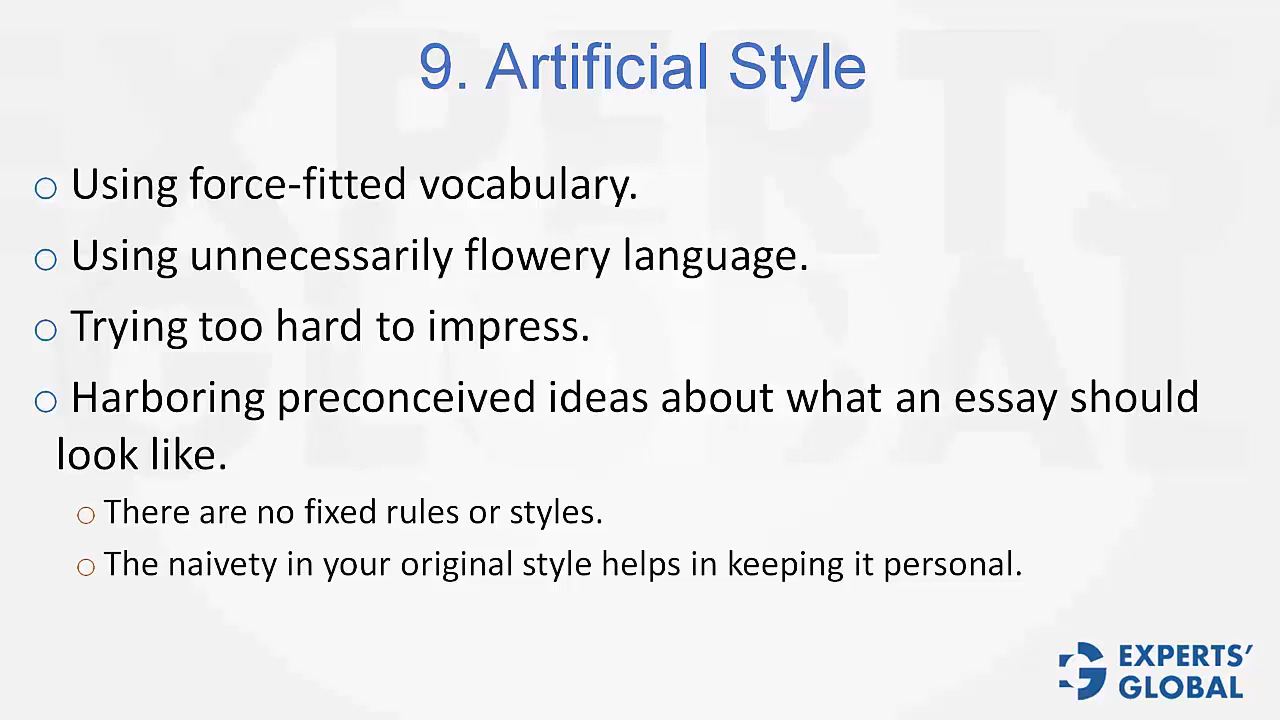 9. Artificial Style
o Using force-fitted vocabulary.
o Using unnecessarily flowery language.
o Trying too hard to impress.
o Harboring preconceived ideas about what an essay should
look like.
o There are no fixed rules or styles.
o The naivety in your original style helps in keeping it personal.
EXPERTS’
GLOBAL